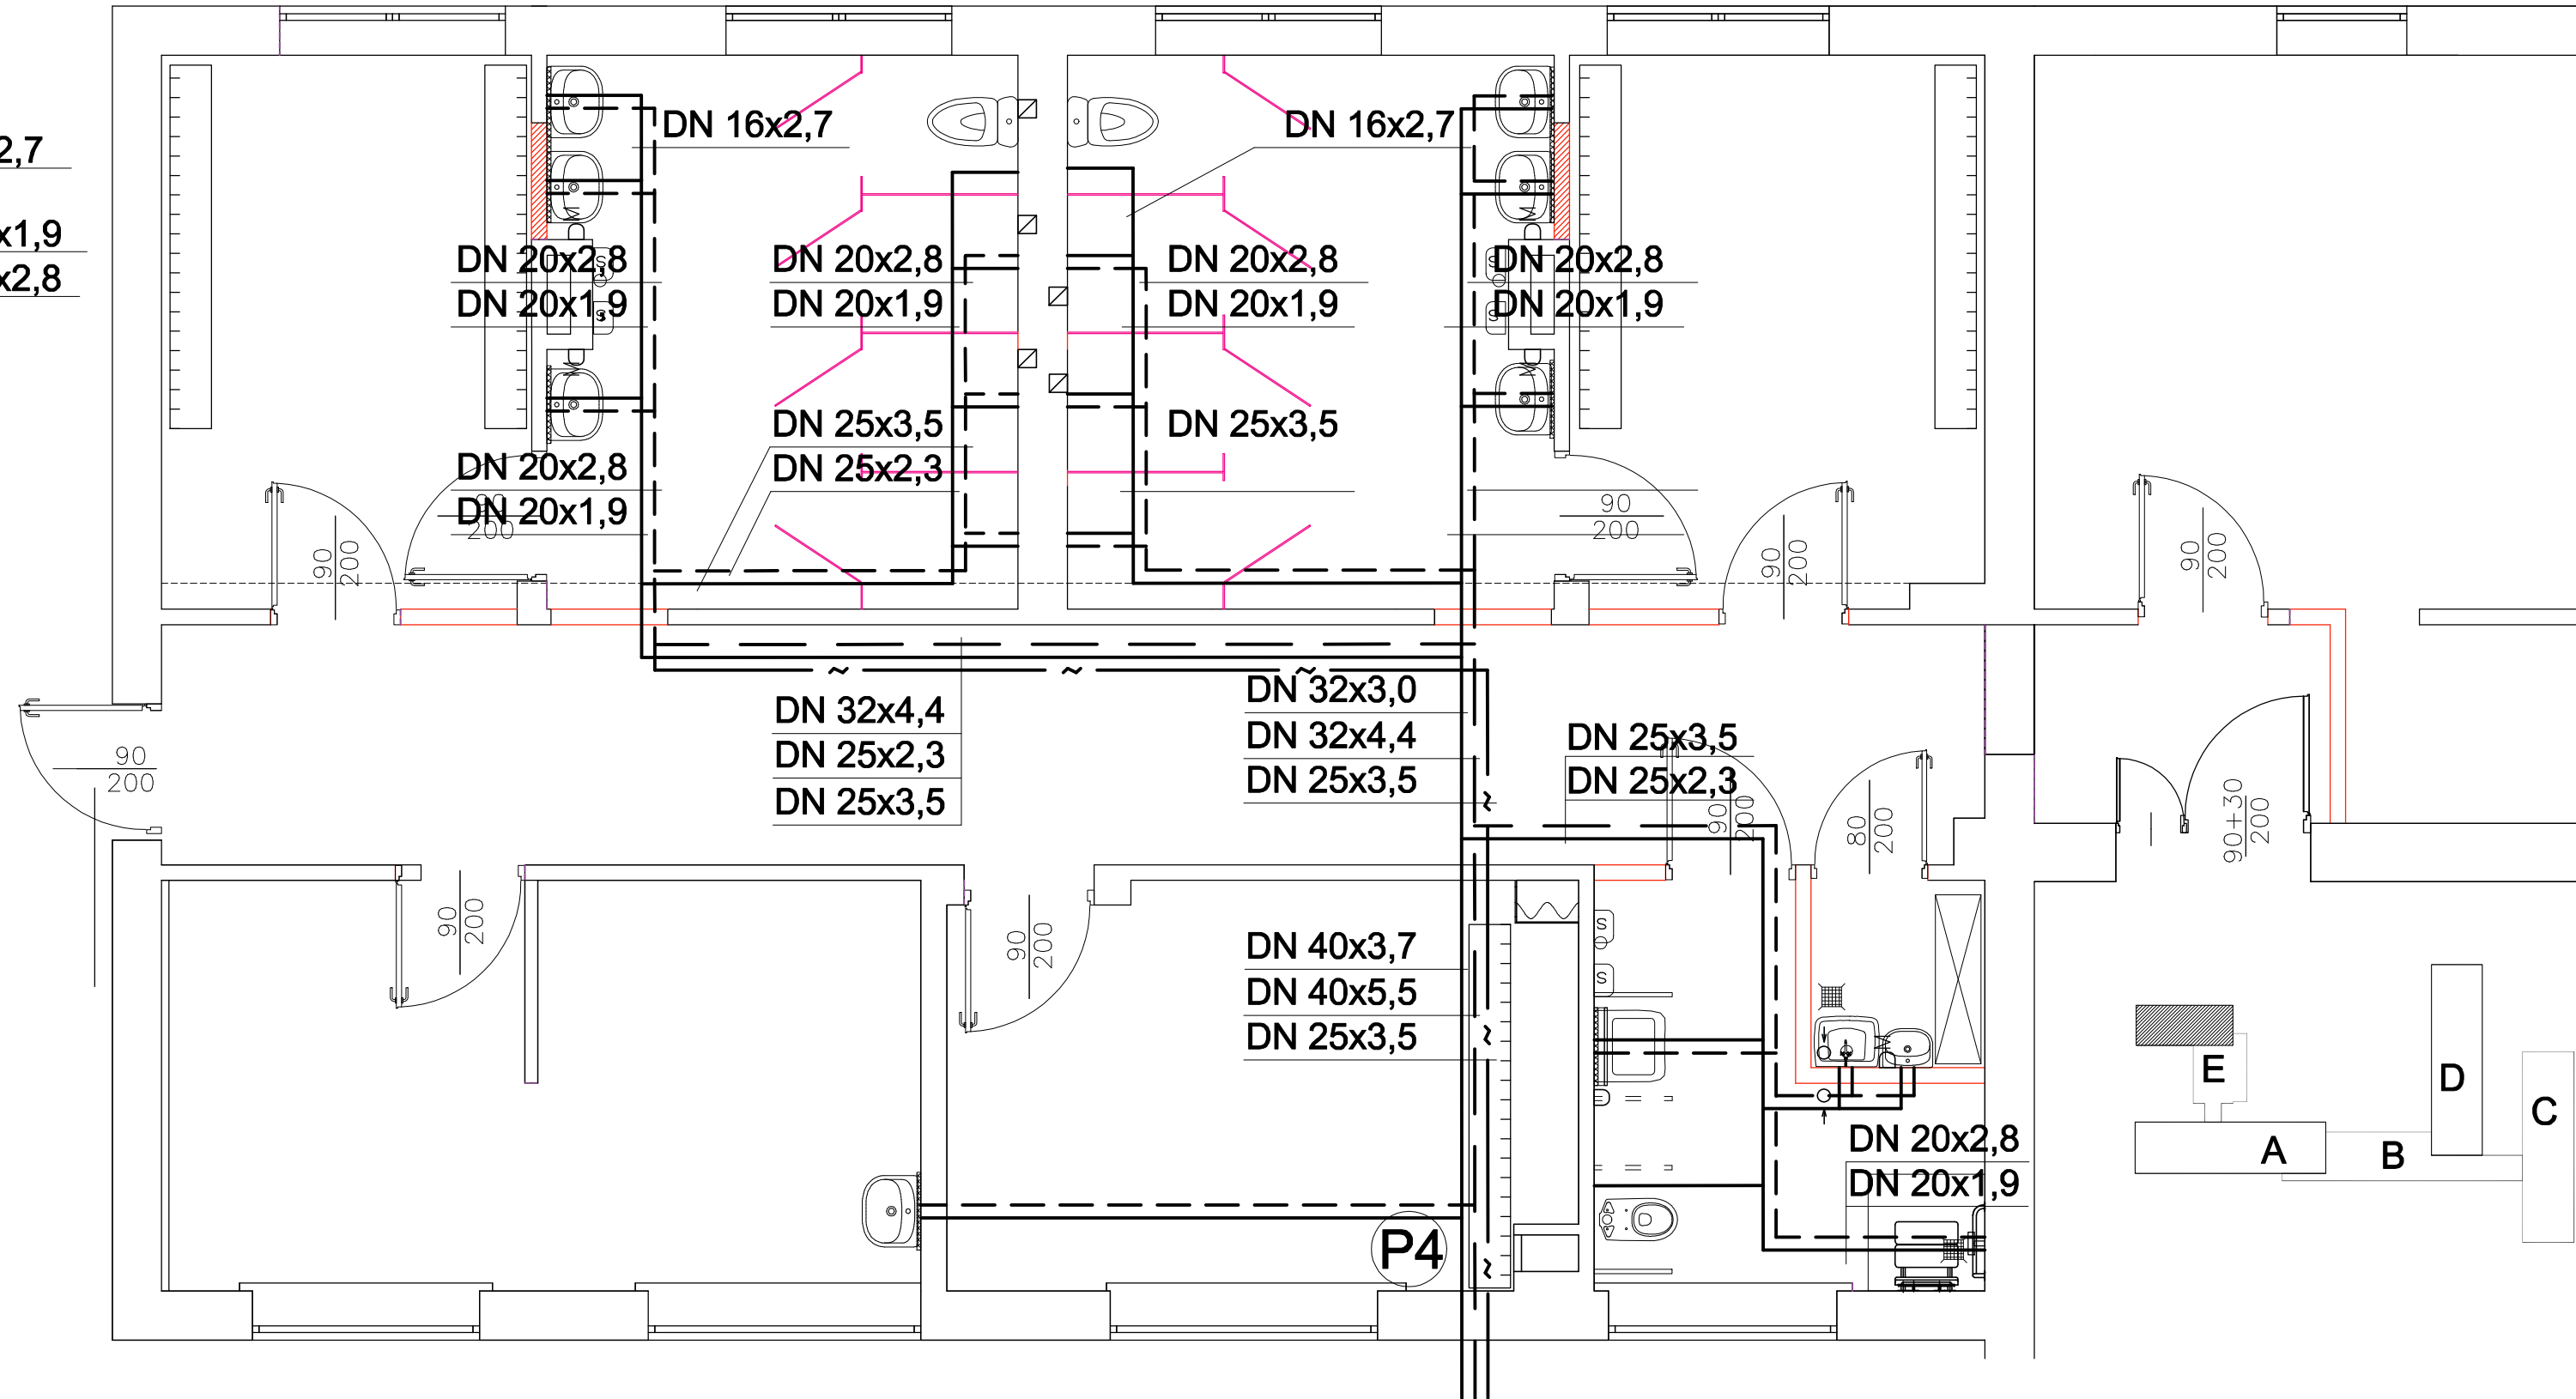 2,7
x1,9
x2,8
DN 16x2,7
DN 16x2,7
DN 20x2,8
DN 20x1,9
DN 20x2,8
DN 20x1,9
DN 20x2,8
DN 20x1,9
DN 20x2,8
DN 20x1,9
M
M
S
S
M
M
S
S
DN 20x2,8
DN 20x1,9
DN 25x3,5
DN 25x2,3
DN 25x3,5
90
200
90
200
90
200
90
200
90
200
90
200
DN 32x4,4
DN 25x2,3
DN 25x3,5
DN 32x3,0
DN 32x4,4
DN 25x3,5
DN 25x3,5
DN 25x2,3
90
200
80
200
90+30
200
90
200
90
200
DN 40x3,7
DN 40x5,5
DN 25x3,5
S
S
DN 20x2,8
DN 20x1,9
P4
E
D
C
A
B